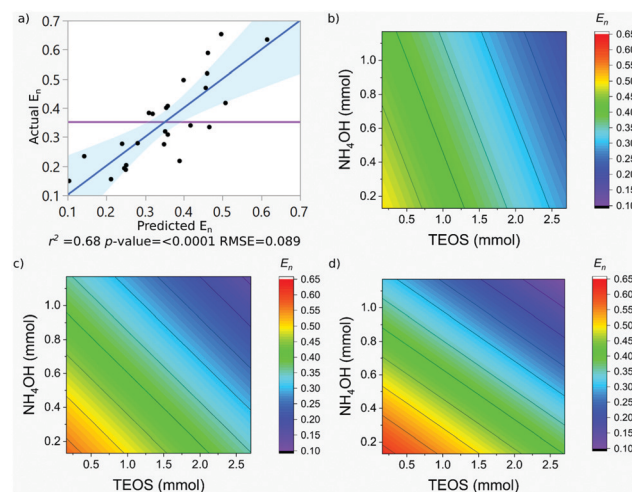 a)
0.7
0.6
0.5
0.4
0.3
0.2
0.1
Actual Eₙ
0.1 0.2 0.3 0.4 0.5 0.6 0.7
Predicted Eₙ
r² =0.68 p-value=<0.0001 RMSE=0.089
b)
Eₙ
1.0
0.8
0.6
0.4
0.2
NH₄OH (mmol)
0.5 1.0 1.5 2.0 2.5
TEOS (mmol)
0.65
0.60
0.55
0.50
0.45
0.40
0.35
0.30
0.25
0.20
0.15
0.10
c)
Eₙ
1.0
0.8
0.6
0.4
0.2
NH₄OH (mmol)
0.5 1.0 1.5 2.0 2.5
TEOS (mmol)
0.65
0.60
0.55
0.50
0.45
0.40
0.35
0.30
0.25
0.20
0.15
0.10
d)
Eₙ
1.0
0.8
0.6
0.4
0.2
NH₄OH (mmol)
0.5 1.0 1.5 2.0 2.5
TEOS (mmol)
0.65
0.60
0.55
0.50
0.45
0.40
0.35
0.30
0.25
0.20
0.15
0.10